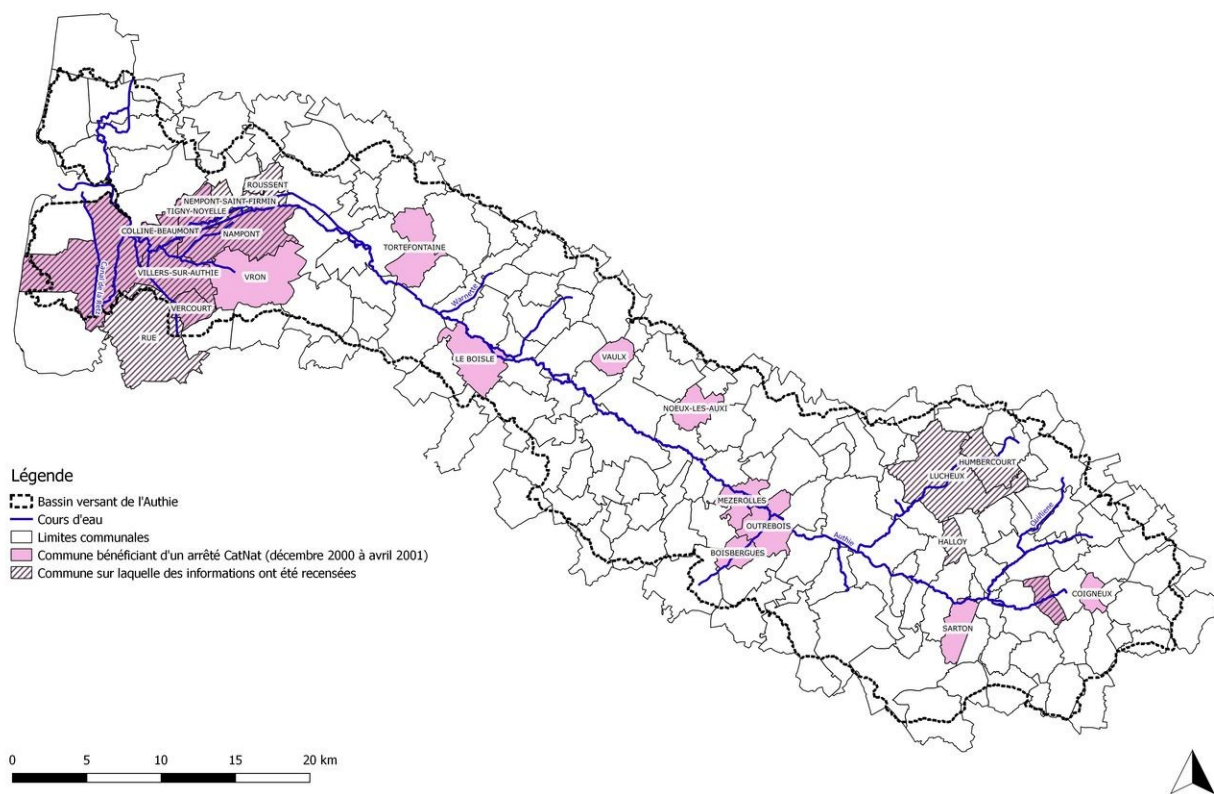 ROUSSENT
NEMPONT-SAINT-FIRMIN
TIGNY-NOYELLE
COLLINE-BEAUMONT
NAMPONT
TORTEFONTAINE
VILLERS-SUR-AUTHIE
VRON
Warnette
VERCOURT
RUE
LE BOISLE
VAULX
NOEUX-LES-AUXI
HUMBERCOURT
LUCHEUX
MEZEROLLES
OUTREBOIS
Authie
HALLOY
BOISBERGUES
COIGNEUX
SARTON
Légende
Bassin versant de l'Authie
Cours d'eau
Limites communales
Commune bénéficiant d'un arrêté CatNat (décembre 2000 à avril 2001)
Commune sur laquelle des informations ont été recensées
0 5 10 15 20 km